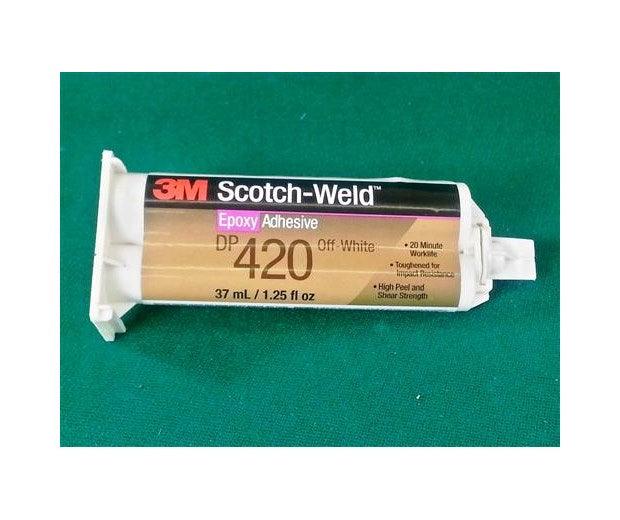 3M Scotch-Weld™
Epoxy Adhesive
DP 420 Off-White
37 mL / 1.25 fl oz
• 20 Minute
Worklife
• Toughened for
Impact Resistance
• High Peel and
Shear Strength